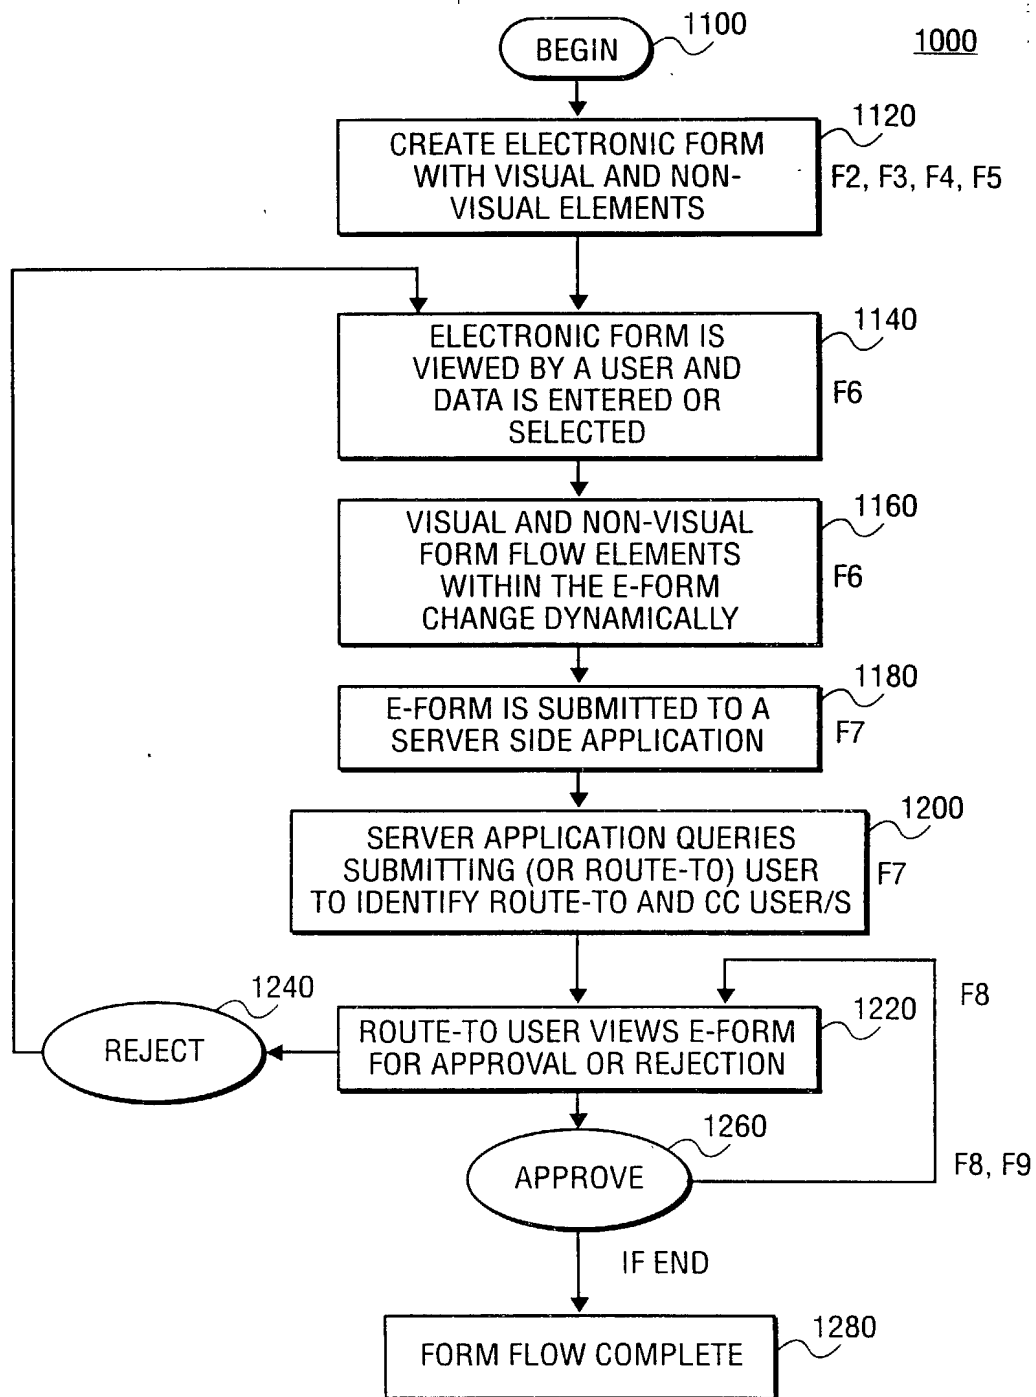 1100
1000
BEGIN
1120
CREATE ELECTRONIC FORM
WITH VISUAL AND NON-
VISUAL ELEMENTS
F2, F3, F4, F5
1140
ELECTRONIC FORM IS
VIEWED BY A USER AND
DATA IS ENTERED OR
SELECTED
F6
1160
VISUAL AND NON-VISUAL
FORM FLOW ELEMENTS
WITHIN THE E-FORM
CHANGE DYNAMICALLY
F6
1180
E-FORM IS SUBMITTED TO A
SERVER SIDE APPLICATION
F7
1200
SERVER APPLICATION QUERIES
SUBMITTING (OR ROUTE-TO) USER
TO IDENTIFY ROUTE-TO AND CC USER/S
F7
1240
REJECT
F8
1220
ROUTE-TO USER VIEWS E-FORM
FOR APPROVAL OR REJECTION
1260
APPROVE
F8, F9
IF END
1280
FORM FLOW COMPLETE